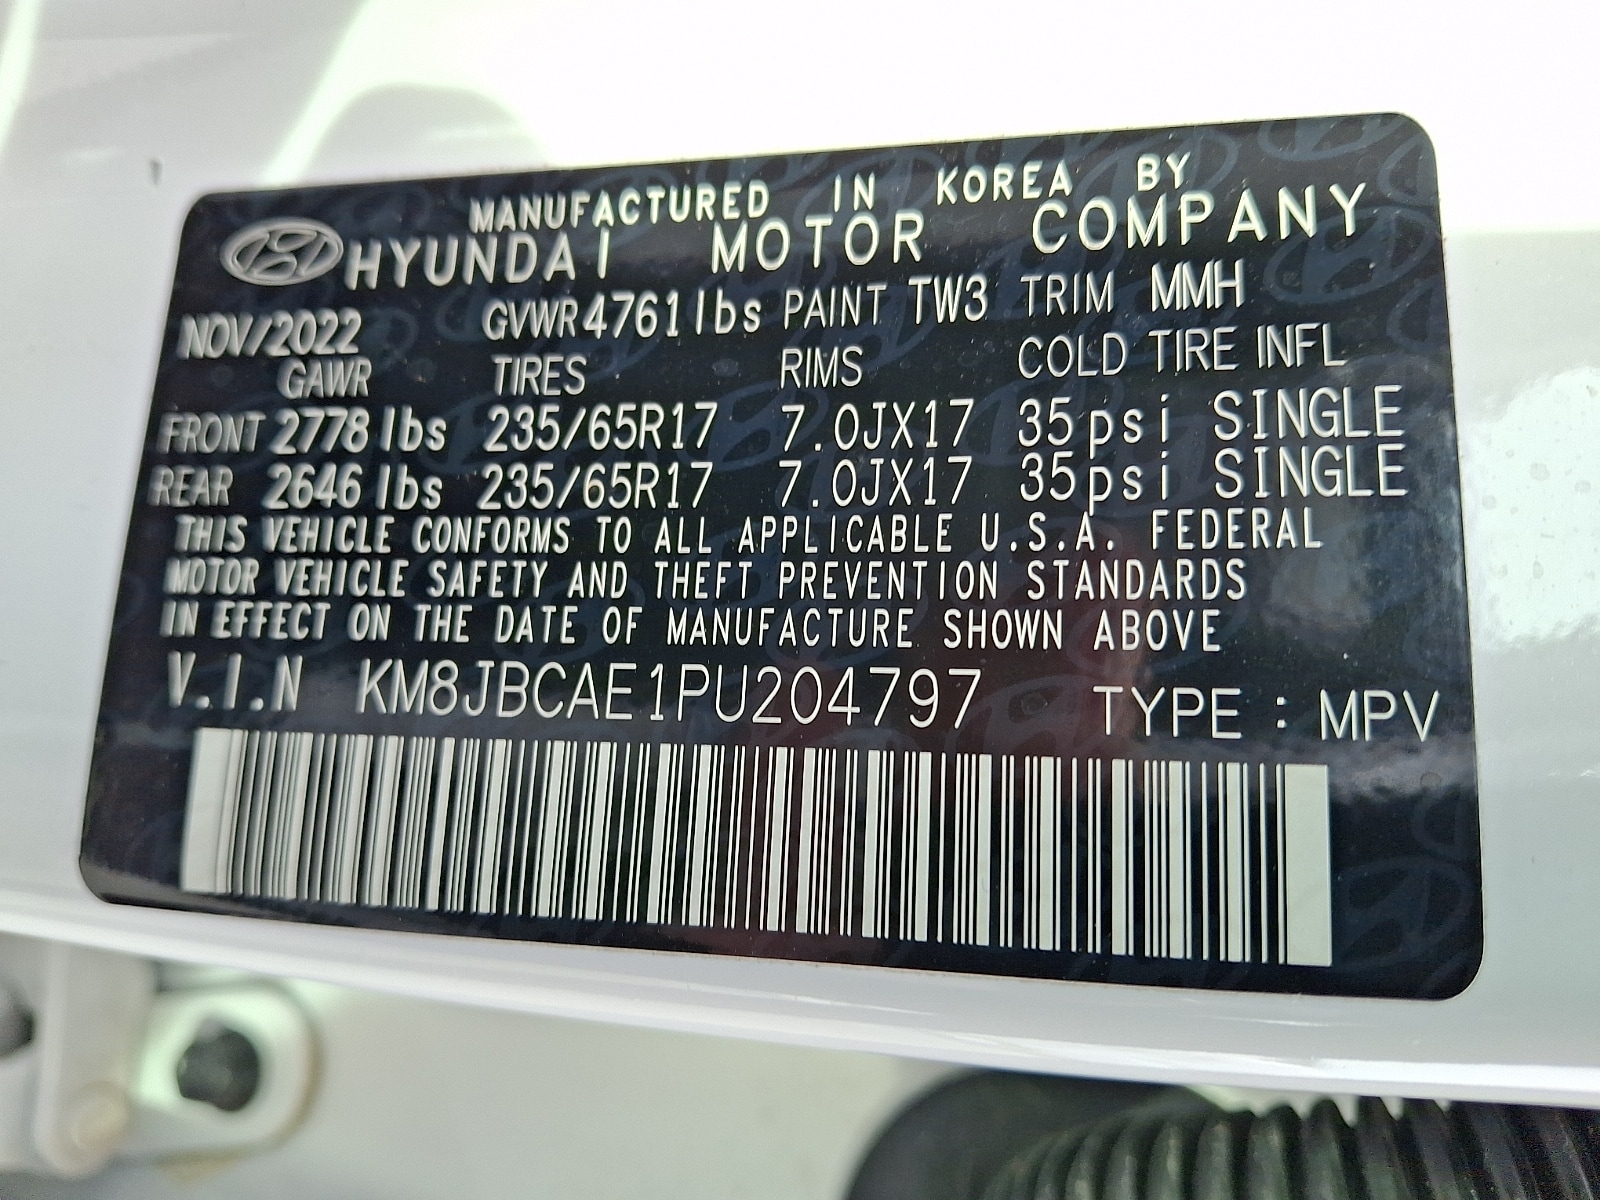 MANUFACTURED IN KOREA BY
HYUNDAI MOTOR COMPANY
NOV/2022 GVWR 4761 lbs PAINT TW3 TRIM MMH
GAWR TIRES RIMS COLD TIRE INFL
FRONT 2778 lbs 235/65R17 7.0JX17 35psi SINGLE
REAR 2646 lbs 235/65R17 7.0JX17 35psi SINGLE
THIS VEHICLE CONFORMS TO ALL APPLICABLE U.S.A. FEDERAL
MOTOR VEHICLE SAFETY AND THEFT PREVENTION STANDARDS
IN EFFECT ON THE DATE OF MANUFACTURE SHOWN ABOVE
V.I.N KM8JBCAE1PU204797 TYPE : MPV